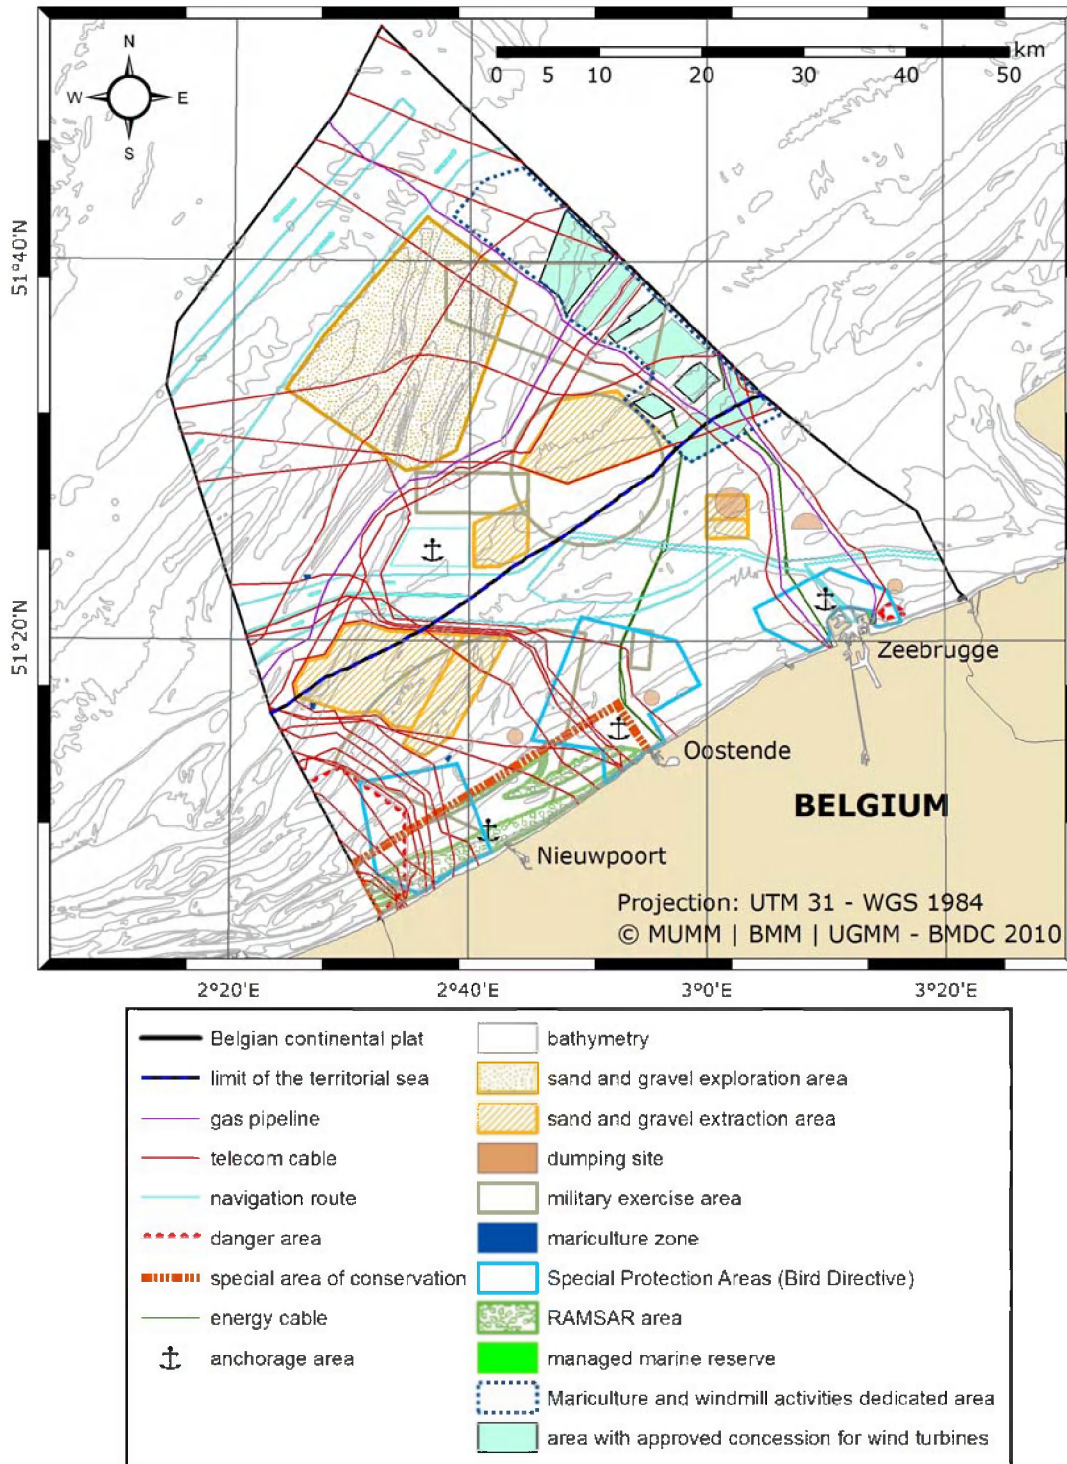 N
W E
S
km
0 5 10 20 30 40 50
51°40'N
51°20'N
Zeebrugge
Oostende
BELGIUM
Nieuwpoort
Projection: UTM 31 - WGS 1984
© MUMM | BMM | UGMM - BMDC 2010
2°20'E 2°40'E 3°0'E 3°20'E
Belgian continental plat
limit of the territorial sea
gas pipeline
telecom cable
navigation route
danger area
special area of conservation
energy cable
anchorage area
bathymetry
sand and gravel exploration area
sand and gravel extraction area
dumping site
military exercise area
mariculture zone
Special Protection Areas (Bird Directive)
RAMSAR area
managed marine reserve
Mariculture and windmill activities dedicated area
area with approved concession for wind turbines